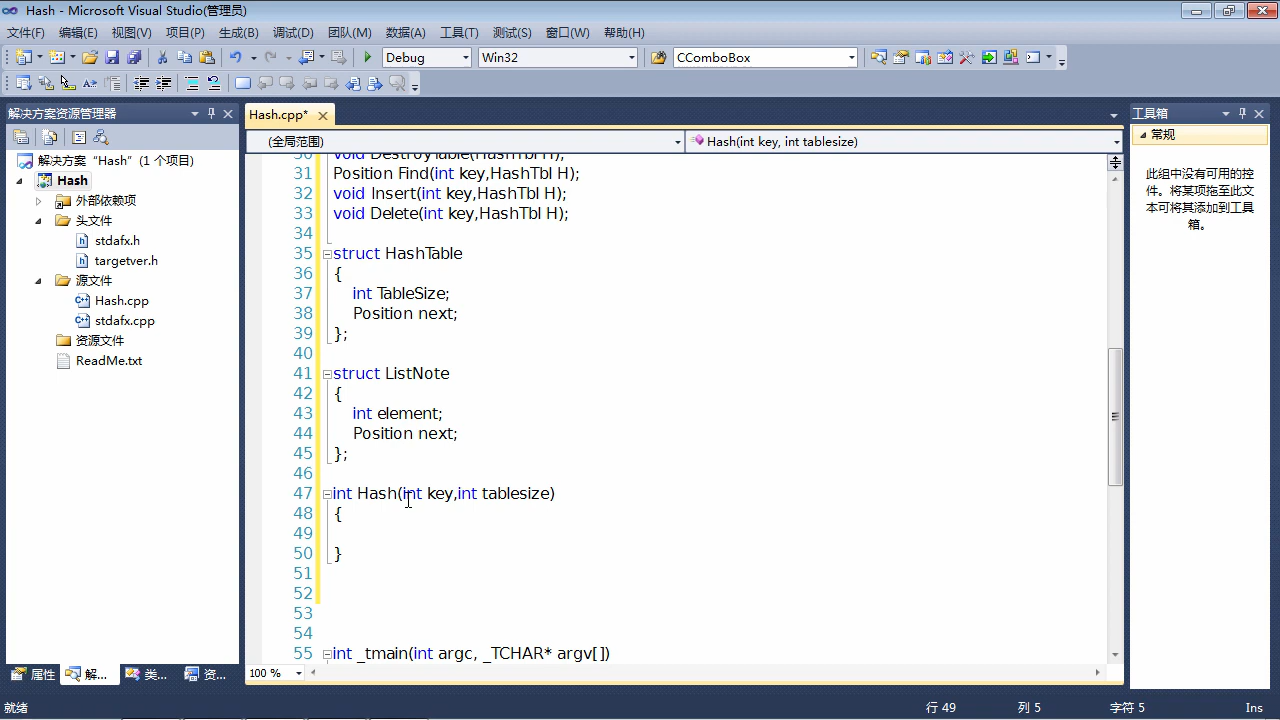 Hash - Microsoft Visual Studio(管理员)
文件(F) 编辑(E) 视图(V) 项目(P) 生成(B) 调试(D) 团队(M) 数据(A) 工具(T) 测试(S) 窗口(W) 帮助(H)
Debug Win32 CComboBox
解决方案资源管理器
解决方案 “Hash” (1 个项目)
Hash
外部依赖项
头文件
stdafx.h
targetver.h
源文件
Hash.cpp
stdafx.cpp
资源文件
ReadMe.txt
属性 解... 类... 资...
Hash.cpp*
(全局范围) Hash(int key, int tablesize)
30 void DestroyTable(HashTbl H);
31 Position Find(int key,HashTbl H);
32 void Insert(int key,HashTbl H);
33 void Delete(int key,HashTbl H);
34
35 struct HashTable
36 {
37 int TableSize;
38 Position next;
39 };
40
41 struct ListNote
42 {
43 int element;
44 Position next;
45 };
46
47 int Hash(int key,int tablesize)
48 {
49
50 }
51
52
53
54
55 int _tmain(int argc, _TCHAR* argv[])
100 %
工具箱
常规
此组中没有可用的控
件。将某项拖至此文
本可将其添加到工具
箱。
就绪 行 49 列 5 字符 5 Ins